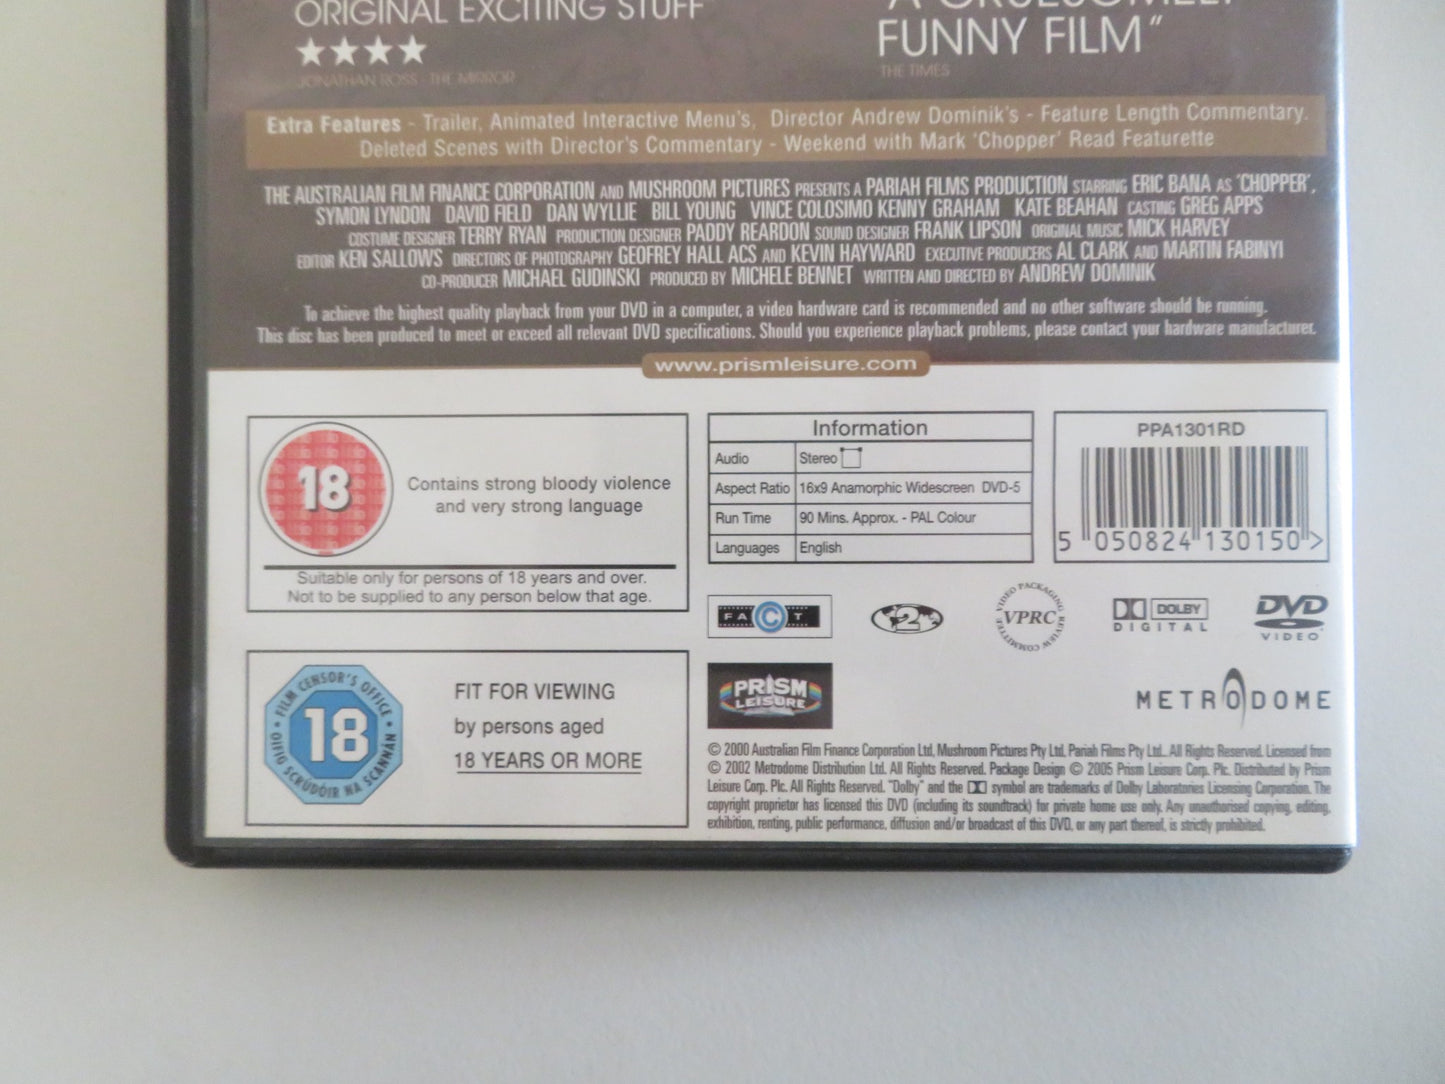 ORIGINAL EXCITING STUFF
JONATHAN ROSS - THE MIRROR
"A GRUESOMELY
FUNNY FILM"
THE TIMES
Extra Features - Trailer, Animated Interactive Menu's, Director Andrew Dominik's - Feature Length Commentary.
Deleted Scenes with Director's Commentary - Weekend with Mark 'Chopper' Read Featurette
THE AUSTRALIAN FILM FINANCE CORPORATION AND MUSHROOM PICTURES PRESENTS A PARIAH FILMS PRODUCTION STARRING ERIC BANA AS 'CHOPPER',
SYMON LYNDON DAVID FIELD DAN WYLLIE BILL YOUNG VINCE COLOSIMO KENNY GRAHAM KATE BEAHAN CASTING GREG APPS
COSTUME DESIGNER TERRY RYAN PRODUCTION DESIGNER PADDY REARDON SOUND DESIGNER FRANK LIPSON ORIGINAL MUSIC MICK HARVEY
EDITOR KEN SALLOWS DIRECTORS OF PHOTOGRAPHY GEOFREY HALL ACS AND KEVIN HAYWARD EXECUTIVE PRODUCERS AL CLARK AND MARTIN FABINYI
CO-PRODUCER MICHAEL GUDINSKI PRODUCED BY MICHELE BENNET WRITTEN AND DIRECTED BY ANDREW DOMINIK
To achieve the highest quality playback from your DVD in a computer, a video hardware card is recommended and no other software should be running.
This disc has been produced to meet or exceed all relevant DVD specifications. Should you experience playback problems, please contact your hardware manufacturer.
www.prismleisure.com
18
Contains strong bloody violence
and very strong language
Suitable only for persons of 18 years and over.
Not to be supplied to any person below that age.
Information
Audio Stereo
Aspect Ratio 16x9 Anamorphic Widescreen DVD-5
Run Time 90 Mins. Approx. - PAL Colour
Languages English
PPA1301RD
5 050824 130150 >
FACT
2
VIDEO PACKAGING REVIEW COMMITTEE
VPRC
DOLBY
DIGITAL
DVD
VIDEO
FILM CENSOR'S OFFICE
18
OIFIG SCRÚDÓIR NA SCANNÁN
FIT FOR VIEWING
by persons aged
18 YEARS OR MORE
PRISM
LEISURE
METRODOME
© 2000 Australian Film Finance Corporation Ltd, Mushroom Pictures Pty Ltd. Pariah Films Pty Ltd.. All Rights Reserved. Licensed from
© 2002 Metrodome Distribution Ltd. All Rights Reserved. Package Design © 2005 Prism Leisure Corp. Plc. Distributed by Prism
Leisure Corp. Plc. All Rights Reserved. "Dolby" and the symbol are trademarks of Dolby Laboratories Licensing Corporation. The
copyright proprietor has licensed this DVD (including its soundtrack) for private home use only. Any unauthorised copying, editing,
exhibition, renting, public performance, diffusion and/or broadcast of this DVD, or any part thereof, is strictly prohibited.